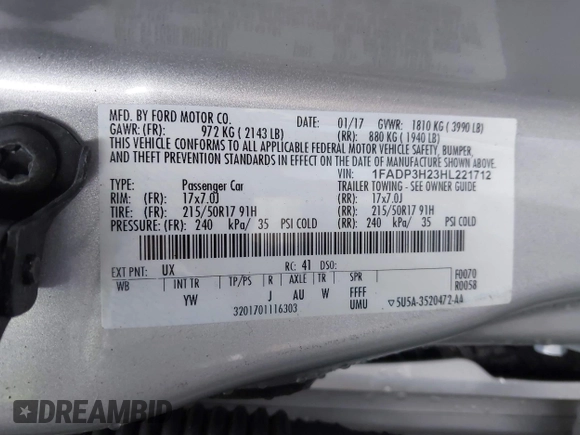 MFD. BY FORD MOTOR CO.
DATE: 01/17 GVWR: 1810 KG ( 3990 LB)
GAWR: (FR): 972 KG ( 2143 LB) (RR): 880 KG ( 1940 LB)
THIS VEHICLE CONFORMS TO ALL APPLICABLE FEDERAL MOTOR VEHICLE SAFETY, BUMPER,
AND THEFT PREVENTION STANDARDS IN EFFECT ON THE DATE OF MANUFACTURE SHOWN ABOVE.
VIN: 1FADP3H23HL221712
TYPE: Passenger Car TRAILER TOWING - SEE OWNER GUIDE
RIM: (FR): 17x7.0J (RR): 17x7.0J
TIRE: (FR): 215/50R17 91H (RR): 215/50R17 91H
PRESSURE: (FR): 240 kPa/ 35 PSI COLD (RR): 240 kPa/ 35 PSI COLD
EXT PNT: UX RC: 41 DSO:
WB INT TR TP/PS R AXLE TR SPR F0070
YW J AU W FFFF R0058
UMU
3201701116303 5U5A-3520472-AA
DREAMBID